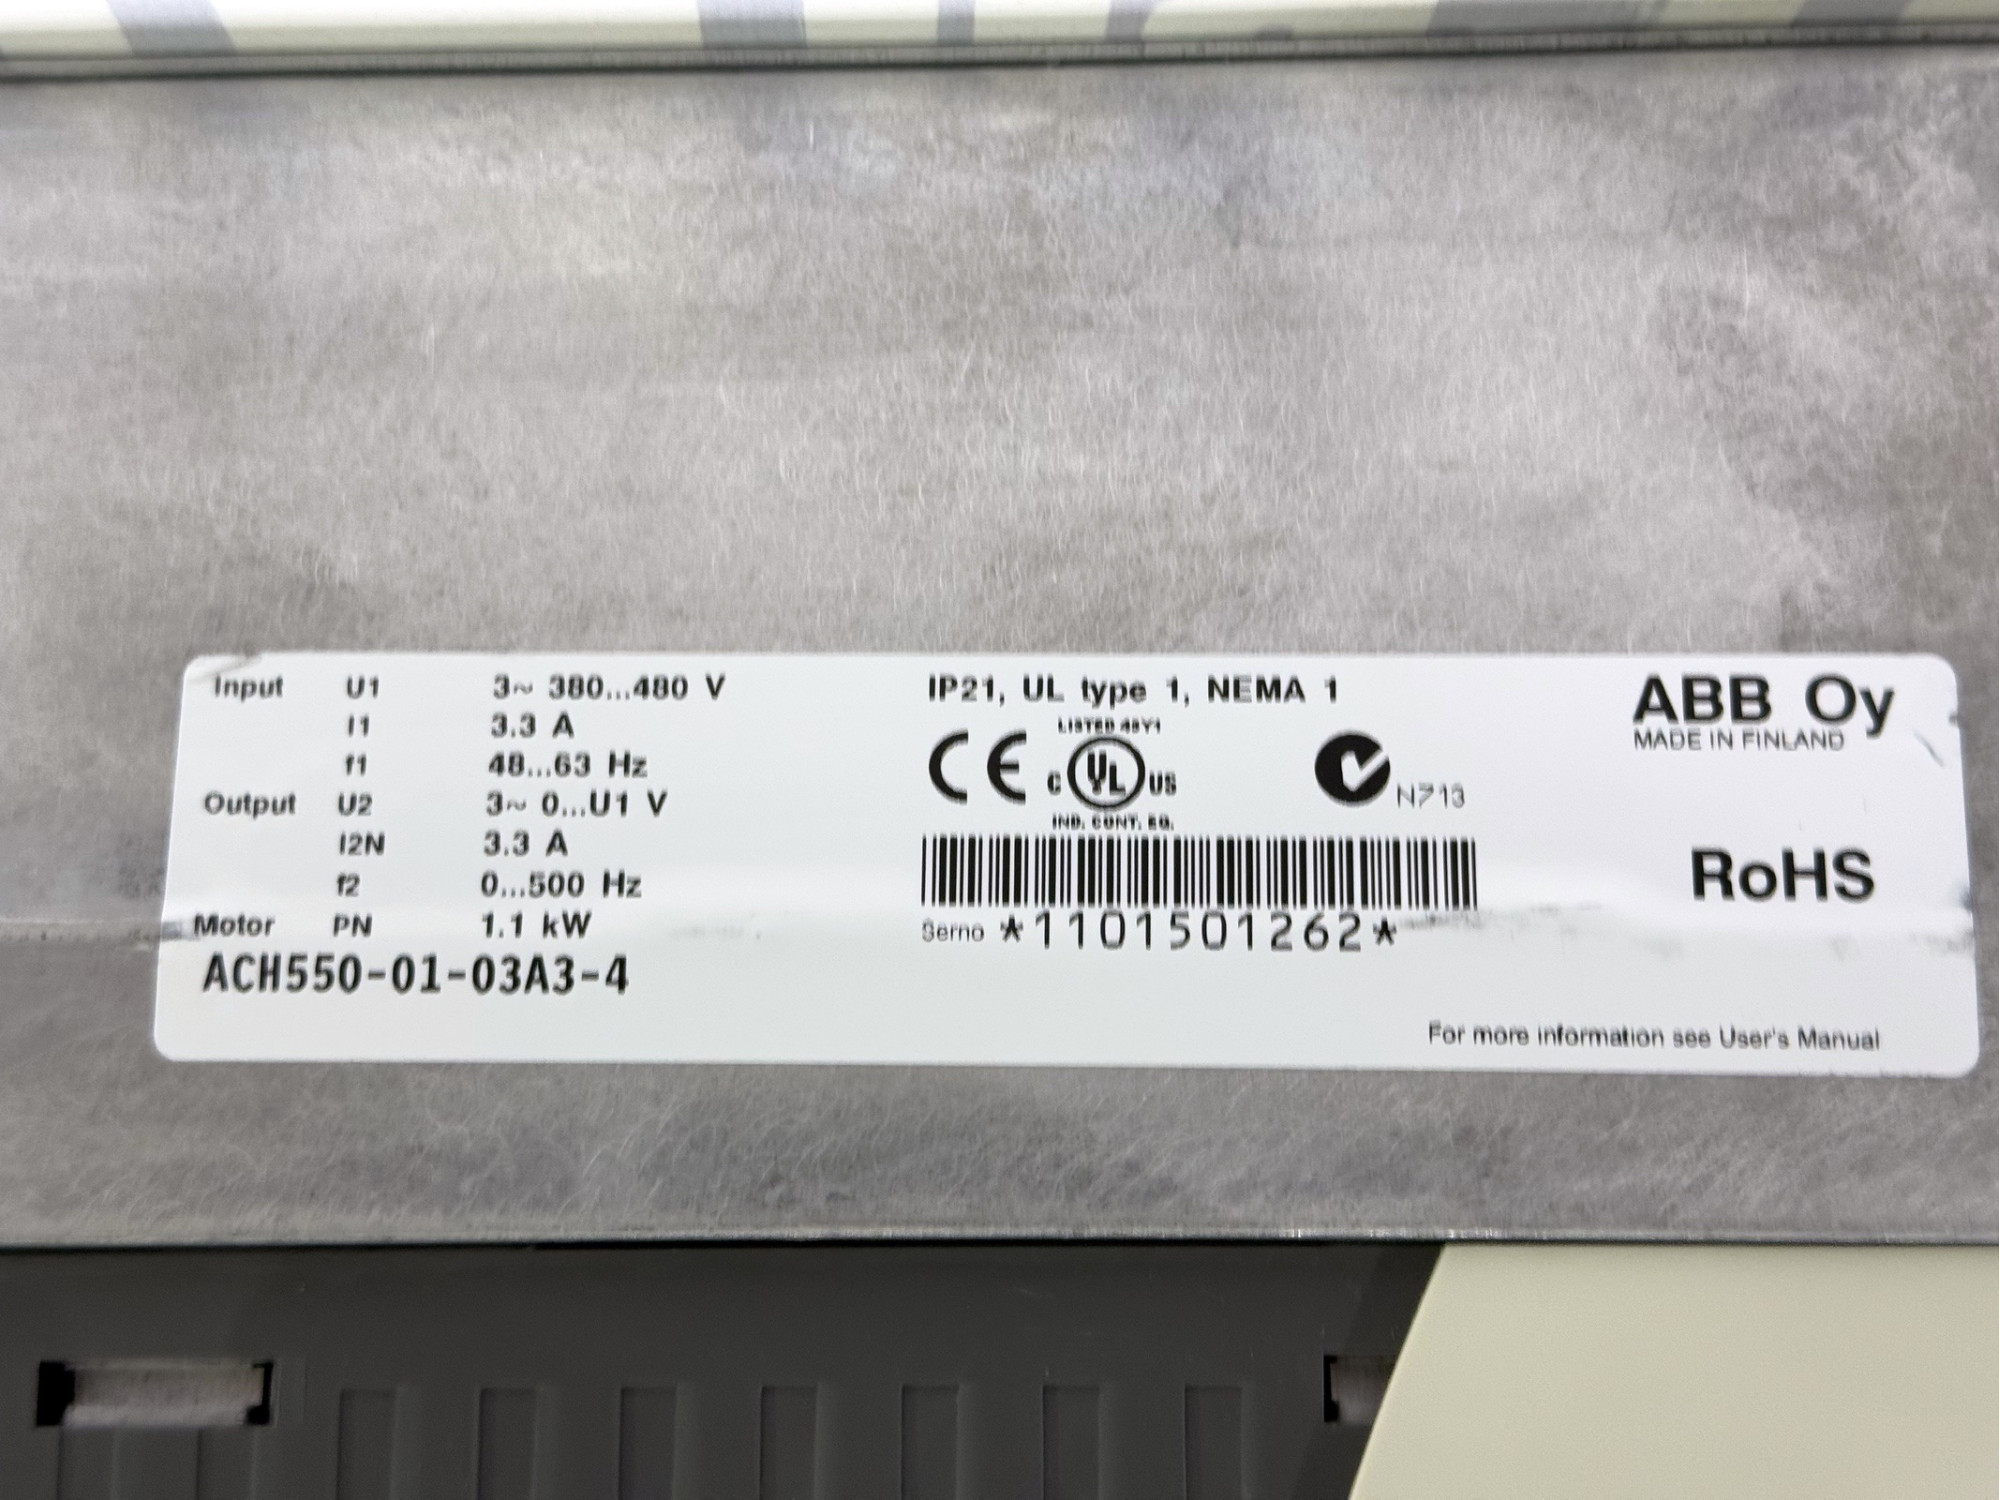 Input U1 3~ 380...480 V
I1 3.3 A
f1 48...63 Hz
Output U2 3~ 0...U1 V
I2N 3.3 A
f2 0...500 Hz
Motor PN 1.1 kW
ACH550-01-03A3-4
IP21, UL type 1, NEMA 1
LISTED 45Y1
CE C UL US
N713
IND. CONT. EQ.
Serno *1101501262*
ABB Oy
MADE IN FINLAND
RoHS
For more information see User's Manual